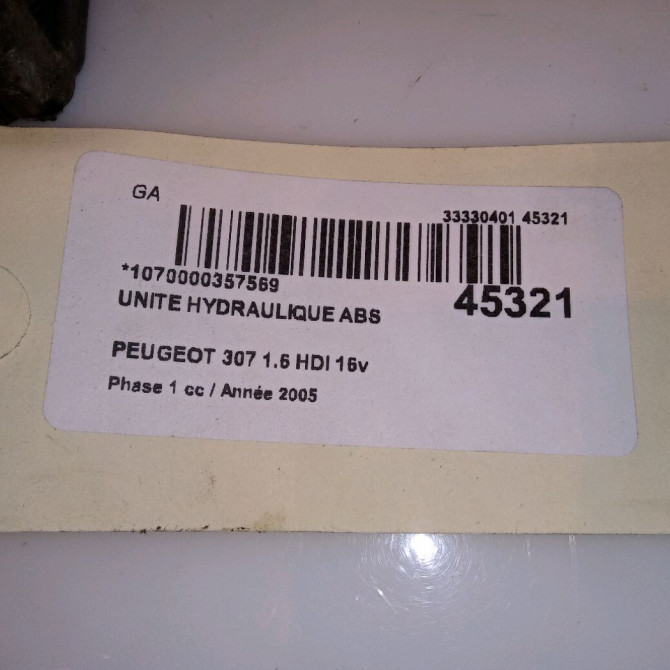 GA
33330401 45321
*1070000357569
45321
UNITE HYDRAULIQUE ABS
PEUGEOT 307 1.6 HDI 16v
Phase 1 cc / Année 2005